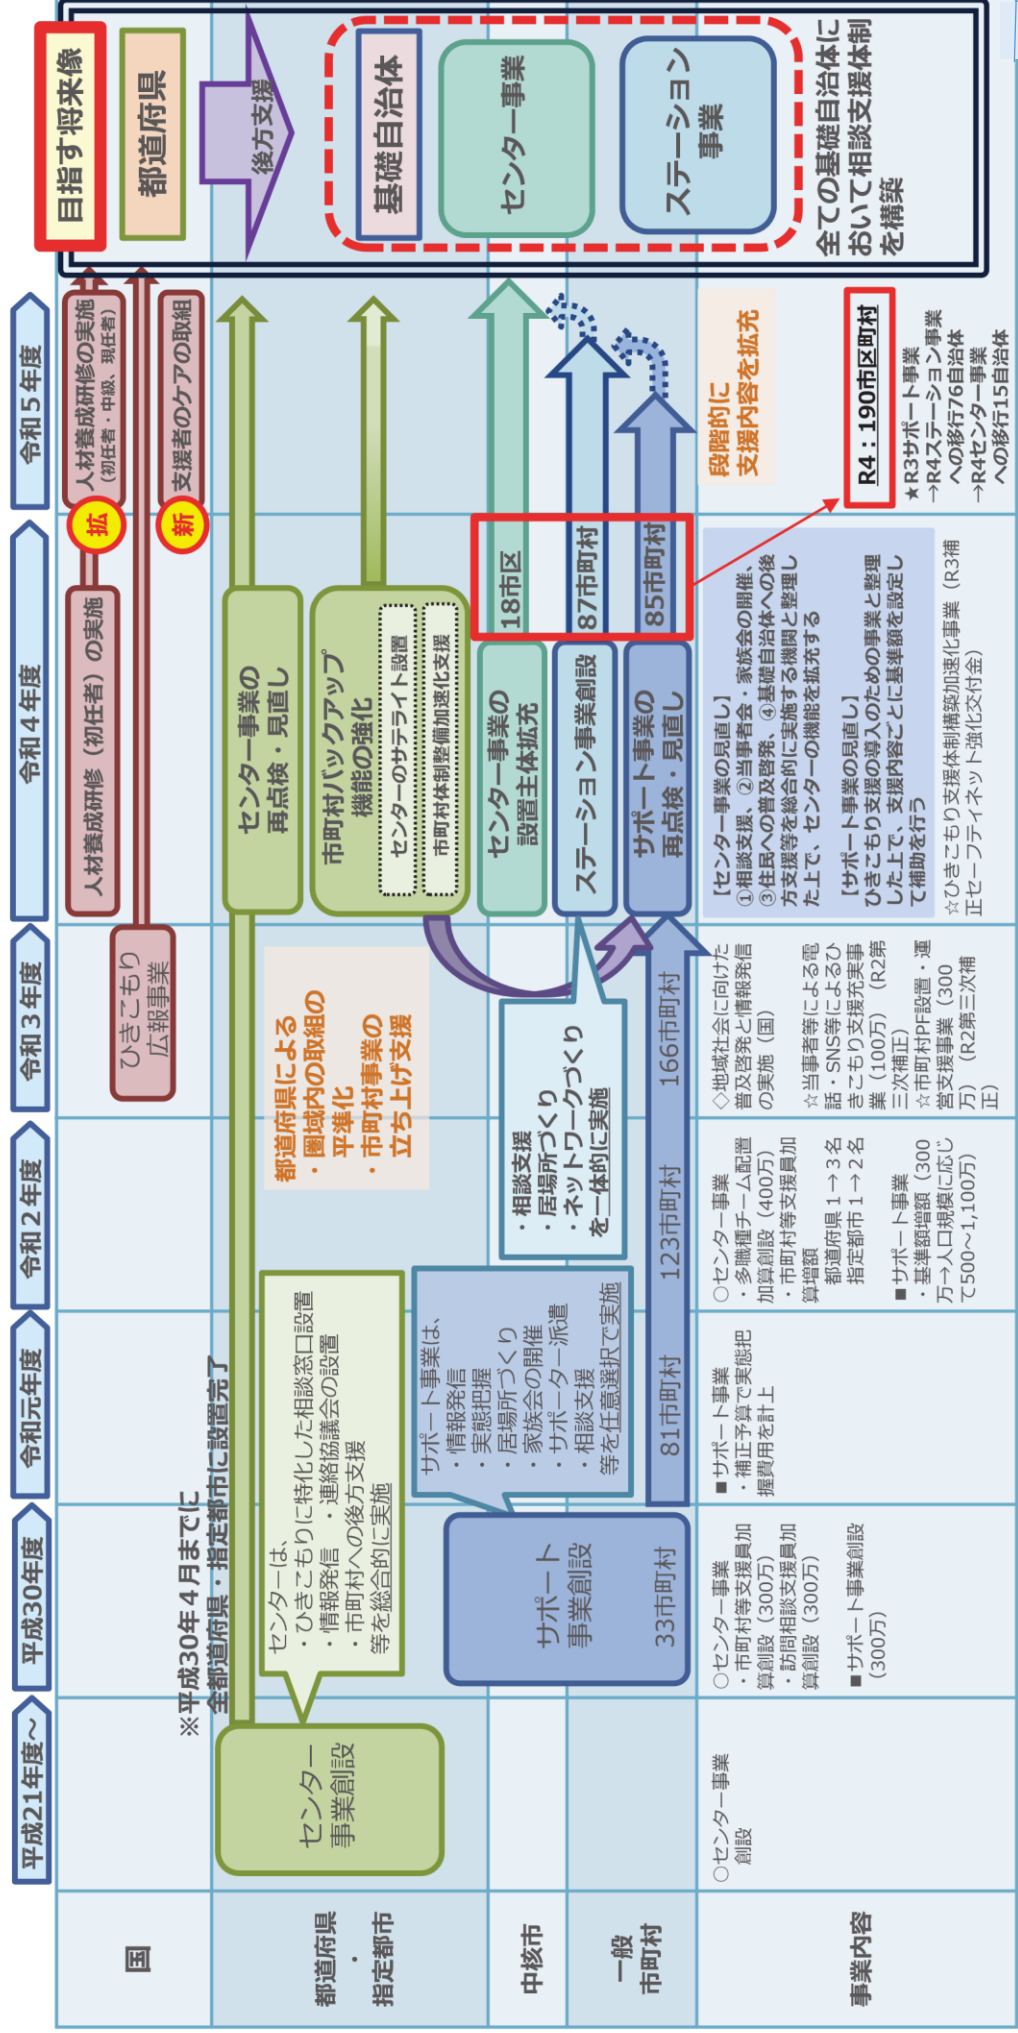 平成21年度～
平成30年度
令和元年度
令和２年度
令和３年度
令和４年度
令和５年度
目指す将来像
国
ひきこもり
広報事業
人材養成研修（初任者）の実施
拡
人材養成研修の実施
（初任者・中級、現任者）
新
支援者のケアの取組
都道府県
・
指定都市
※平成30年４月までに
全都道府県・指定都市に設置完了
センター
事業創設
センターは、
・ひきこもりに特化した相談窓口設置
・情報発信　・連絡協議会の設置
・市町村への後方支援
等を総合的に実施
都道府県による
・圏域内の取組の
平準化
・市町村事業の
立ち上げ支援
センター事業の
再点検・見直し
市町村バックアップ
機能の強化
センターのサテライト設置
市町村体制整備加速化支援
中核市
一般
市町村
サポート
事業創設
33市町村
サポート事業は、
・情報発信
・実態把握
・居場所づくり
・家族会の開催
・サポーター派遣
・相談支援
等を任意選択で実施
81市町村
123市町村
166市町村
・相談支援
・居場所づくり
・ネットワークづくり
を一体的に実施
センター事業の
設置主体拡充
18市区
ステーション事業創設
87市町村
サポート事業の
再点検・見直し
85市町村
都道府県
後方支援
基礎自治体
センター事業
ステーション
事業
全ての基礎自治体に
おいて相談支援体制
を構築
事業内容
○センター事業
創設
○センター事業
・市町村等支援員加
算創設（300万）
・訪問相談支援員加
算創設（300万）
■サポート事業創設
（300万）
■サポート事業
・補正予算で実態把
握費用を計上
○センター事業
・多職種チーム配置
加算創設（400万）
・市町村等支援員加
算増額
都道府県１→３名
指定都市１→２名
■サポート事業
・基準額増額（300
万→人口規模に応じ
て500～1,100万）
◇地域社会に向けた
普及啓発と情報発信
の実施（国）
☆当事者等による電
話・SNS等によるひ
きこもり支援充実事
業（100万）（R2第
三次補正）
☆市町村PF設置・運
営支援事業（300
万）（R2第三次補
正）
【センター事業の見直し】
①相談支援、②当事者会・家族会の開催、
③住民への普及啓発、④基礎自治体への後
方支援等を総合的に実施する機関と整理し
た上で、センターの機能を拡充する
【サポート事業の見直し】
ひきこもり支援の導入のための事業と整理
した上で、支援内容ごとに基準額を設定し
て補助を行う
☆ひきこもり支援体制構築加速化事業（R3補
正セーフティネット強化交付金）
段階的に
支援内容を拡充
R4：190市区町村
★R3サポート事業
→R4ステーション事業
への移行76自治体
→R4センター事業
への移行15自治体